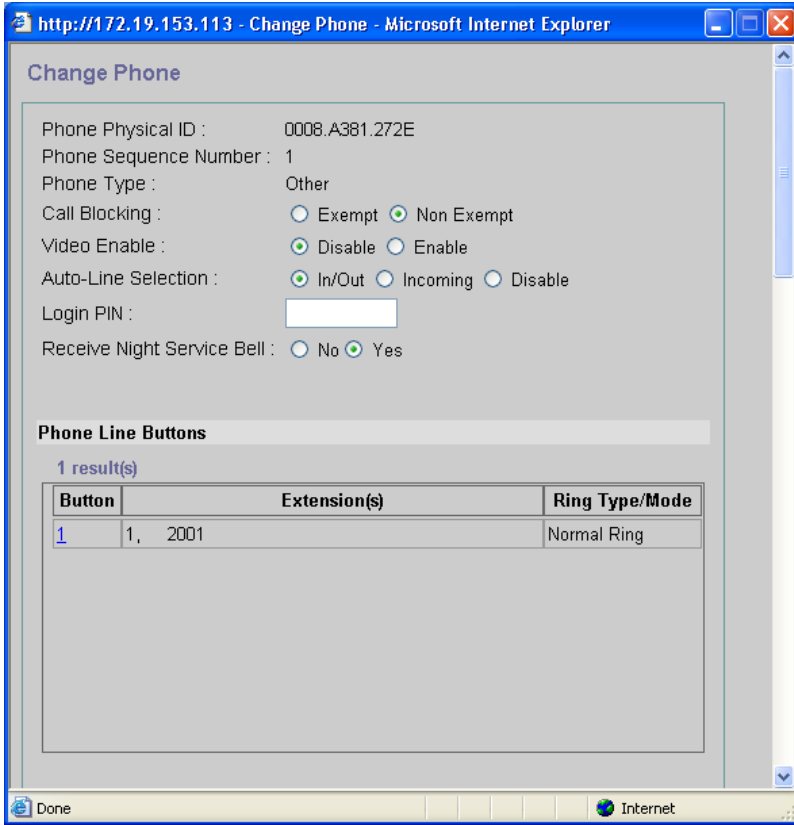 http://172.19.153.113 - Change Phone - Microsoft Internet Explorer
Change Phone
Phone Physical ID : 0008.A381.272E
Phone Sequence Number : 1
Phone Type : Other
Call Blocking : Exempt Non Exempt
Video Enable : Disable Enable
Auto-Line Selection : In/Out Incoming Disable
Login PIN :
Receive Night Service Bell : No Yes
Phone Line Buttons
1 result(s)
Button Extension(s) Ring Type/Mode
1 1, 2001 Normal Ring
Done Internet